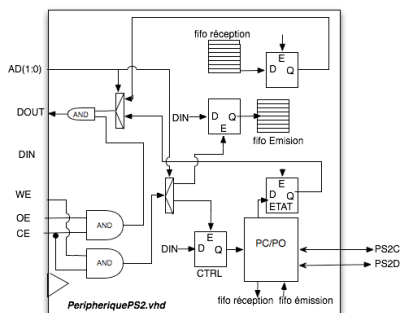 fifo réception
E
D Q
AD(1:0)
DOUT
AND
DIN
D Q
E
fifo Emision
DIN
WE
E
D Q
ETAT
OE
CE
AND
E
D Q
DIN
CTRL
PC/PO
PS2C
PS2D
AND
PeripheriquePS2.vhd
fifo réception
fifo émission